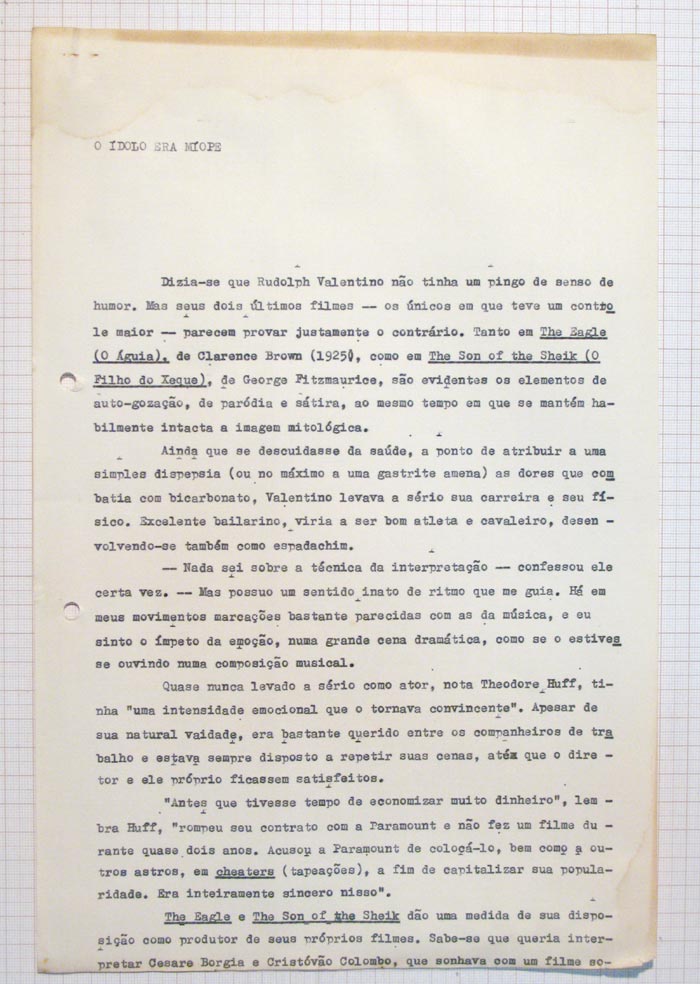 O ÍDOLO ERA MÍOPE
Dizia-se que Rudolph Valentino não tinha um pingo de senso de
humor. Mas seus dois últimos filmes -- os únicos em que teve um contro
le maior -- parecem provar justamente o contrário. Tanto em The Eagle
(O Águia), de Clarence Brown (1925), como em The Son of the Sheik (O
Filho do Xeque), de George Fitzmaurice, são evidentes os elementos de
auto-gozação, de paródia e sátira, ao mesmo tempo em que se mantém ha-
bilmente intacta a imagem mitológica.
Ainda que se descuidasse da saúde, a ponto de atribuir a uma
simples dispepsia (ou no máximo a uma gastrite amena) as dores que com
batia com bicarbonato, Valentino levava a sério sua carreira e seu fí-
sico. Excelente bailarino, viria a ser bom atleta e cavaleiro, desen -
volvendo-se também como espadachim.
-- Nada sei sobre a técnica da interpretação -- confessou ele
certa vez. -- Mas possuo um sentido inato de ritmo que me guia. Há em
meus movimentos marcações bastante parecidas com as da música, e eu
sinto o ímpeto da emoção, numa grande cena dramática, como se o estives
se ouvindo numa composição musical.
Quase nunca levado a sério como ator, nota Theodore Huff, ti-
nha "uma intensidade emocional que o tornava convincente". Apesar de
sua natural vaidade, era bastante querido entre os companheiros de tra
balho e estava sempre disposto a repetir suas cenas, atéx que o dire -
tor e ele próprio ficassem satisfeitos.
"Antes que tivesse tempo de economizar muito dinheiro", lem -
bra Huff, "rompeu seu contrato com a Paramount e não fez um filme du -
rante quase dois anos. Acusou a Paramount de colocá-lo, bem como a ou-
tros astros, em cheaters (tapeações), a fim de capitalizar sua popula-
ridade. Era inteiramente sincero nisso".
The Eagle e The Son of the Sheik dão uma medida de sua dispo-
sição como produtor de seus próprios filmes. Sabe-se que queria inter-
pretar Cesare Borgia e Cristóvão Colombo, que sonhava com um filme so-